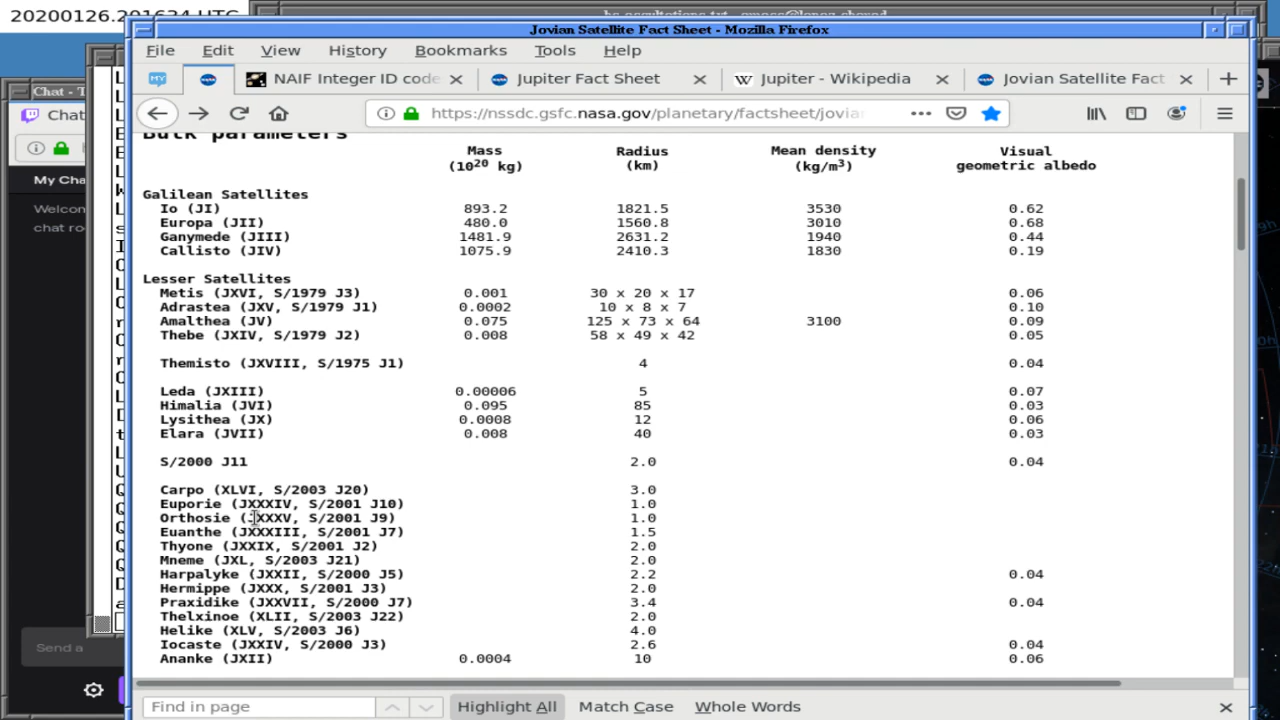 20200126.201634 UTC
Jovian Satellite Fact Sheet - Mozilla Firefox
File Edit View History Bookmarks Tools Help
MY NAIF Integer ID code Jupiter Fact Sheet W Jupiter - Wikipedia Jovian Satellite Fact
https://nssdc.gsfc.nasa.gov/planetary/factsheet/jovia
Chat - T
Chat
My Cha
Welcon
chat ro
Send a
Bulk parameters
Mass Radius Mean density Visual
(10²⁰ kg) (km) (kg/m³) geometric albedo
Galilean Satellites
Io (JI) 893.2 1821.5 3530 0.62
Europa (JII) 480.0 1560.8 3010 0.68
Ganymede (JIII) 1481.9 2631.2 1940 0.44
Callisto (JIV) 1075.9 2410.3 1830 0.19
Lesser Satellites
Metis (JXVI, S/1979 J3) 0.001 30 x 20 x 17 0.06
Adrastea (JXV, S/1979 J1) 0.0002 10 x 8 x 7 0.10
Amalthea (JV) 0.075 125 x 73 x 64 3100 0.09
Thebe (JXIV, S/1979 J2) 0.008 58 x 49 x 42 0.05
Themisto (JXVIII, S/1975 J1) 4 0.04
Leda (JXIII) 0.00006 5 0.07
Himalia (JVI) 0.095 85 0.03
Lysithea (JX) 0.0008 12 0.06
Elara (JVII) 0.008 40 0.03
S/2000 J11 2.0 0.04
Carpo (XLVI, S/2003 J20) 3.0
Euporie (JXXXIV, S/2001 J10) 1.0
Orthosie (JXXXV, S/2001 J9) 1.0
Euanthe (JXXXIII, S/2001 J7) 1.5
Thyone (JXXIX, S/2001 J2) 2.0
Mneme (JXL, S/2003 J21) 2.0
Harpalyke (JXXII, S/2000 J5) 2.2 0.04
Hermippe (JXXX, S/2001 J3) 2.0
Praxidike (JXXVII, S/2000 J7) 3.4 0.04
Thelxinoe (XLII, S/2003 J22) 2.0
Helike (XLV, S/2003 J6) 4.0
Iocaste (JXXIV, S/2000 J3) 2.6 0.04
Ananke (JXII) 0.0004 10 0.06
Find in page Highlight All Match Case Whole Words